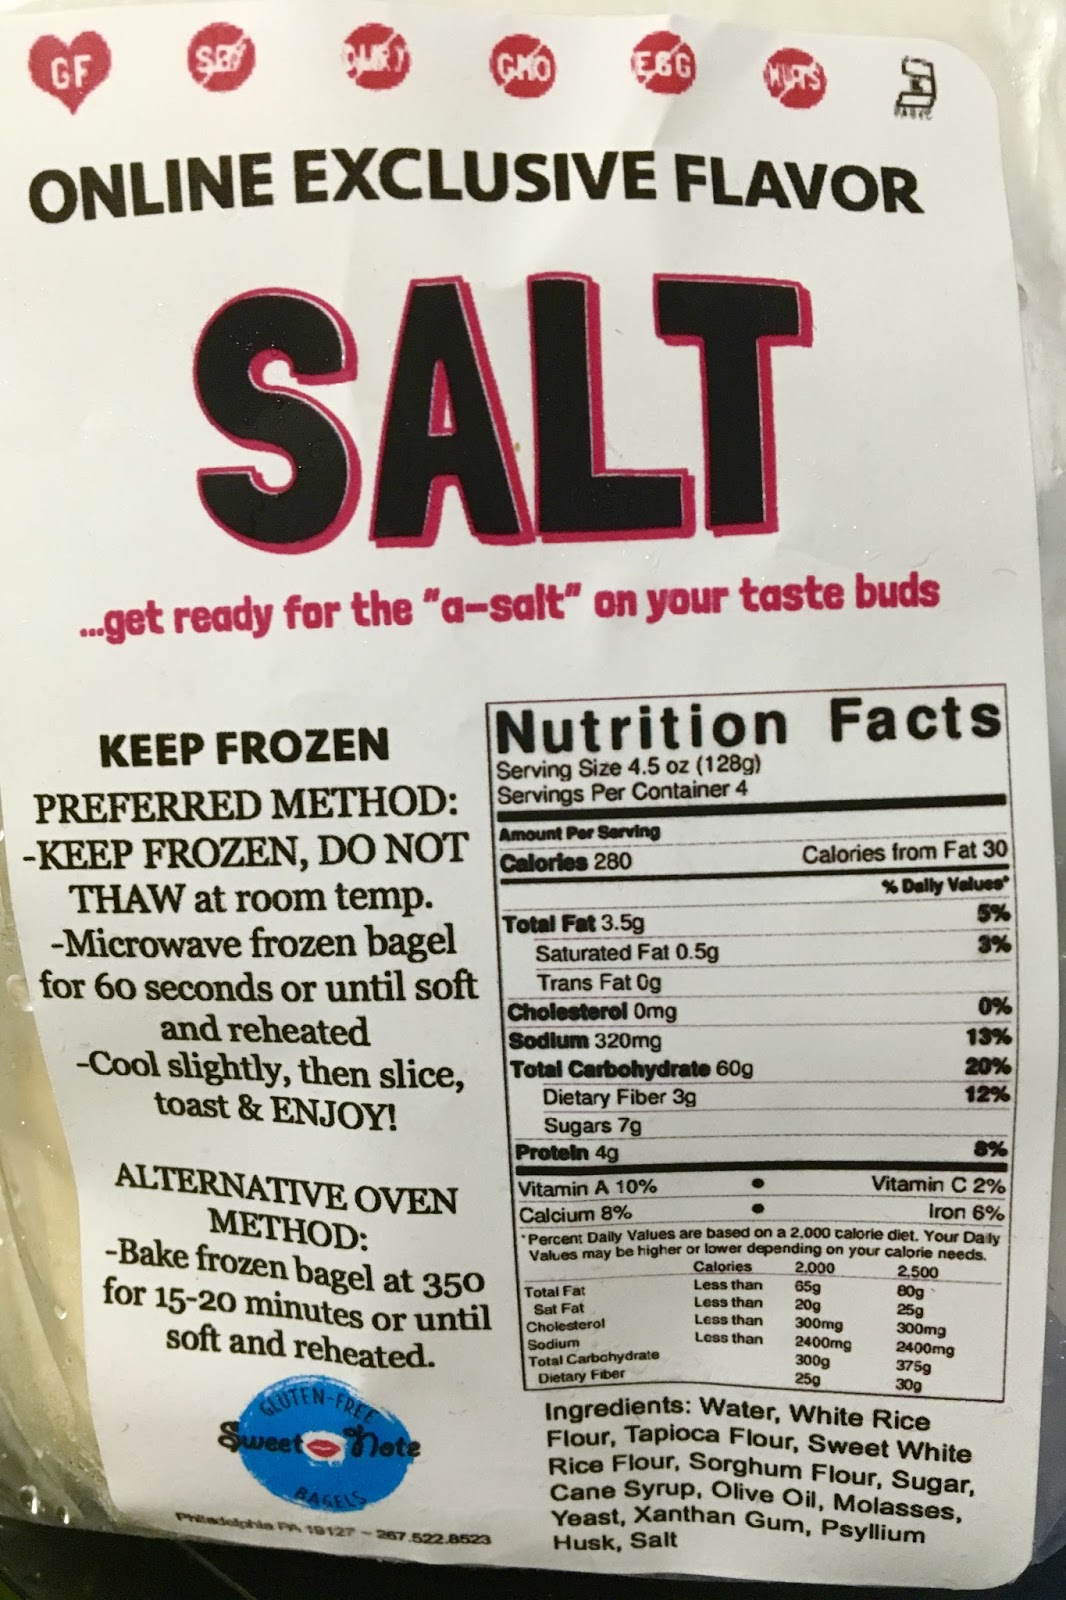 GF
SOY
DAIRY
GMO
EGG
NUTS
PARVE
ONLINE EXCLUSIVE FLAVOR
SALT
...get ready for the "a-salt" on your taste buds
KEEP FROZEN
PREFERRED METHOD:
-KEEP FROZEN, DO NOT
THAW at room temp.
-Microwave frozen bagel
for 60 seconds or until soft
and reheated
-Cool slightly, then slice,
toast & ENJOY!
ALTERNATIVE OVEN
METHOD:
-Bake frozen bagel at 350
for 15-20 minutes or until
soft and reheated.
GLUTEN-FREE
Sweet Note
BAGELS
Philadelphia PA 19127 - 267.522.8523
Nutrition Facts
Serving Size 4.5 oz (128g)
Servings Per Container 4
Amount Per Serving
Calories 280 Calories from Fat 30
% Daily Values*
Total Fat 3.5g 5%
Saturated Fat 0.5g 3%
Trans Fat 0g
Cholesterol 0mg 0%
Sodium 320mg 13%
Total Carbohydrate 60g 20%
Dietary Fiber 3g 12%
Sugars 7g
Protein 4g 8%
Vitamin A 10% • Vitamin C 2%
Calcium 8% • Iron 6%
*Percent Daily Values are based on a 2,000 calorie diet. Your Daily
Values may be higher or lower depending on your calorie needs.
Calories 2,000 2,500
Total Fat Less than 65g 80g
Sat Fat Less than 20g 25g
Cholesterol Less than 300mg 300mg
Sodium Less than 2400mg 2400mg
Total Carbohydrate 300g 375g
Dietary Fiber 25g 30g
Ingredients: Water, White Rice
Flour, Tapioca Flour, Sweet White
Rice Flour, Sorghum Flour, Sugar,
Cane Syrup, Olive Oil, Molasses,
Yeast, Xanthan Gum, Psyllium
Husk, Salt